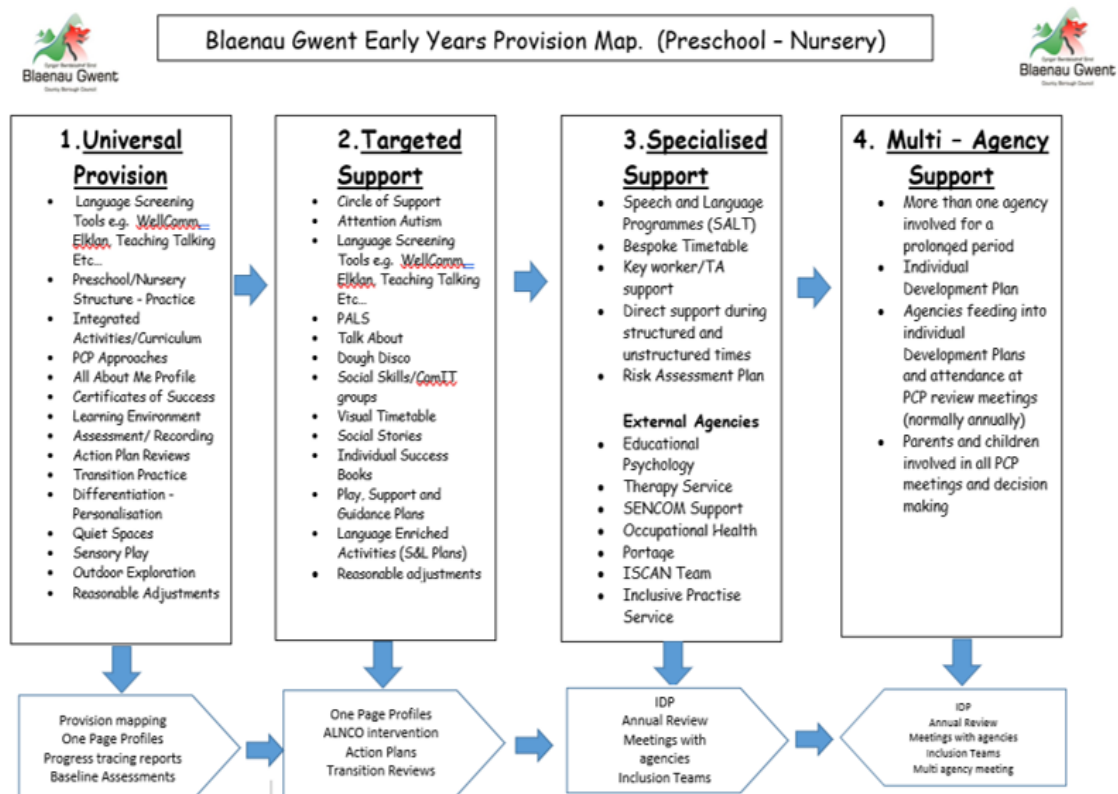 Blaenau Gwent Early Years Provision Map. (Preschool - Nursery)
Blaenau Gwent
County Borough Council
Blaenau Gwent
County Borough Council
1.Universal
Provision
• Language Screening
Tools e.g. WellComm,
Elklan, Teaching Talking
Etc...
• Preschool/Nursery
Structure - Practice
• Integrated
Activities/Curriculum
• PCP Approaches
• All About Me Profile
• Certificates of Success
• Learning Environment
• Assessment/ Recording
• Action Plan Reviews
• Transition Practice
• Differentiation -
Personalisation
• Quiet Spaces
• Sensory Play
• Outdoor Exploration
• Reasonable Adjustments
2.Targeted
Support
• Circle of Support
• Attention Autism
• Language Screening
Tools e.g. WellComm,
Elklan, Teaching Talking
Etc...
• PALS
• Talk About
• Dough Disco
• Social Skills/ComIT
groups
• Visual Timetable
• Social Stories
• Individual Success
Books
• Play, Support and
Guidance Plans
• Language Enriched
Activities (S&L Plans)
• Reasonable adjustments
3.Specialised
Support
• Speech and Language
Programmes (SALT)
• Bespoke Timetable
• Key worker/TA
support
• Direct support during
structured and
unstructured times
• Risk Assessment Plan
External Agencies
• Educational
Psychology
• Therapy Service
• SENCOM Support
• Occupational Health
• Portage
• ISCAN Team
• Inclusive Practise
Service
4. Multi - Agency
Support
• More than one agency
involved for a
prolonged period
• Individual
Development Plan
• Agencies feeding into
individual
Development Plans
and attendance at
PCP review meetings
(normally annually)
• Parents and children
involved in all PCP
meetings and decision
making
Provision mapping
One Page Profiles
Progress tracing reports
Baseline Assessments
One Page Profiles
ALNCO intervention
Action Plans
Transition Reviews
IDP
Annual Review
Meetings with
agencies
Inclusion Teams
IDP
Annual Review
Meetings with agencies
Inclusion Teams
Multi agency meeting